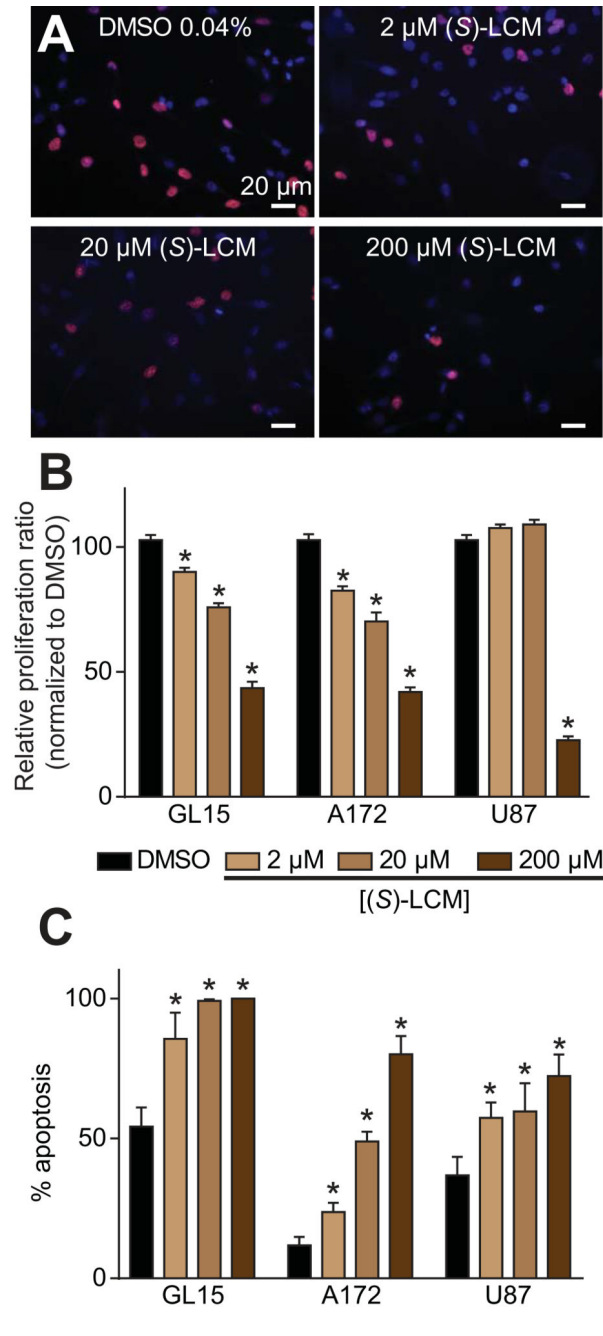 A
DMSO 0.04%
2 µM (S)-LCM
20 µm
20 µM (S)-LCM
200 µM (S)-LCM
B
Relative proliferation ratio
(normalized to DMSO)
100
50
0
* * *
* * *
*
GL15 A172 U87
DMSO 2 µM 20 µM 200 µM
[(S)-LCM]
C
% apoptosis
100
50
0
* * *
* * *
* * *
GL15 A172 U87